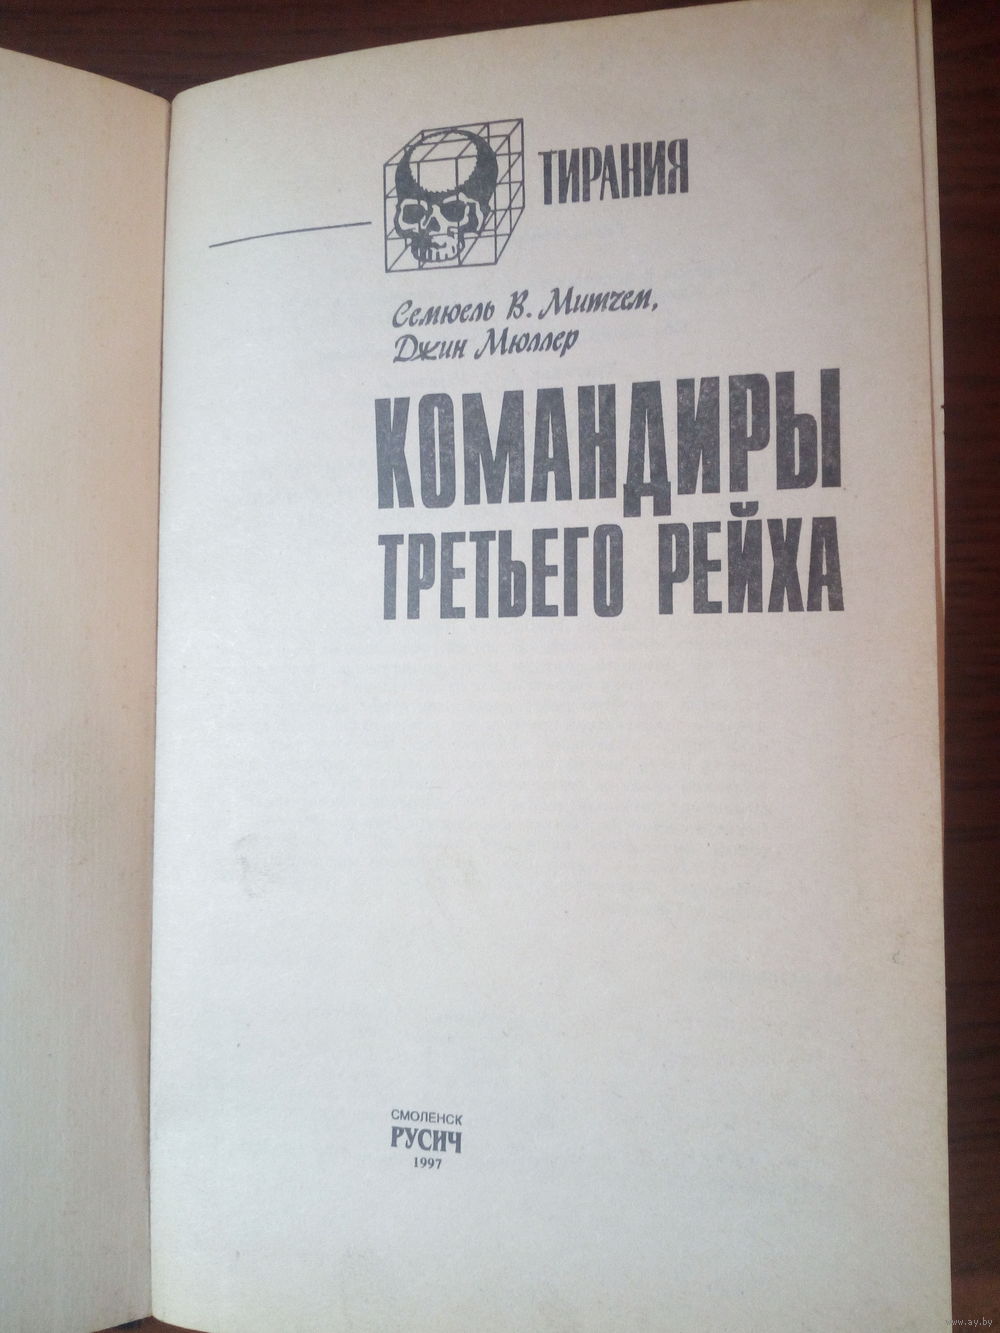 ТИРАНИЯ
Семюель В. Митчем,
Джин Мюллер
КОМАНДИРЫ
ТРЕТЬЕГО РЕЙХА
СМОЛЕНСК
РУСИЧ
1997
www.ay.by